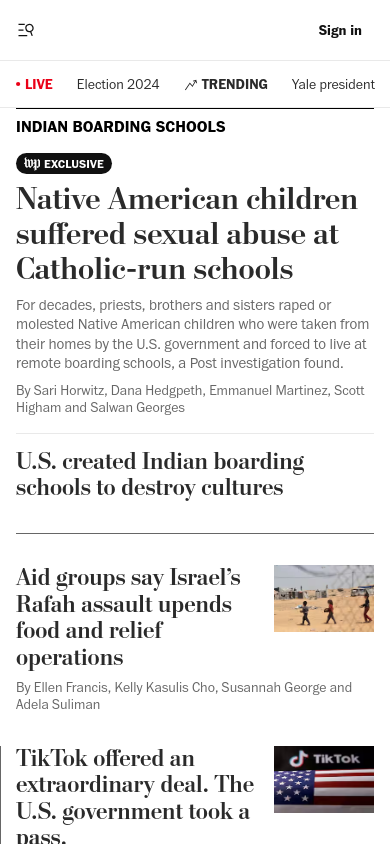 Sign in
LIVE
Election 2024
TRENDING
Yale president
INDIAN BOARDING SCHOOLS
wp EXCLUSIVE
Native American children
suffered sexual abuse at
Catholic-run schools
For decades, priests, brothers and sisters raped or
molested Native American children who were taken from
their homes by the U.S. government and forced to live at
remote boarding schools, a Post investigation found.
By Sari Horwitz, Dana Hedgpeth, Emmanuel Martinez, Scott
Higham and Salwan Georges
U.S. created Indian boarding
schools to destroy cultures
Aid groups say Israel’s
Rafah assault upends
food and relief
operations
By Ellen Francis, Kelly Kasulis Cho, Susannah George and
Adela Suliman
TikTok offered an
extraordinary deal. The
U.S. government took a
pass.
TikTok